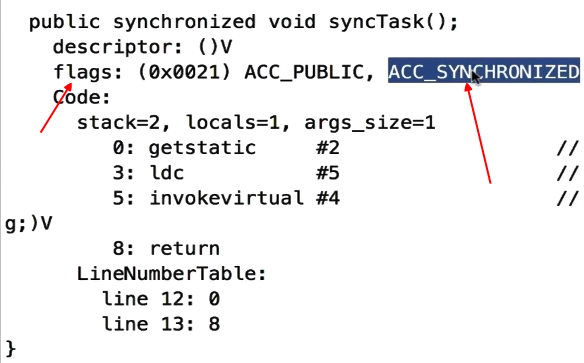 public synchronized void syncTask();
descriptor: ()V
flags: (0x0021) ACC_PUBLIC, ACC_SYNCHRONIZED
Code:
stack=2, locals=1, args_size=1
0: getstatic #2 //
3: ldc #5 //
5: invokevirtual #4 //
g;)V
8: return
LineNumberTable:
line 12: 0
line 13: 8
}